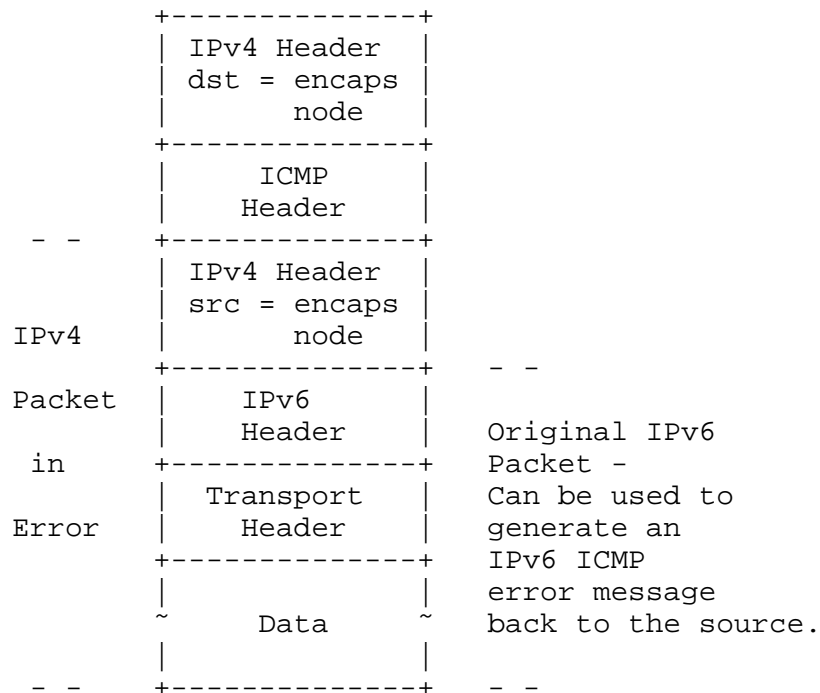 +--------------+
| IPv4 Header |
| dst = encaps |
| node |
+--------------+
| ICMP |
| Header |
- - +--------------+
| IPv4 Header |
| src = encaps |
IPv4 | node |
+--------------+ - -
Packet | IPv6 |
| Header | Original IPv6
in +--------------+ Packet -
| Transport | Can be used to
Error | Header | generate an
+--------------+ IPv6 ICMP
| | error message
~ Data ~ back to the source.
| |
- - +--------------+ - -